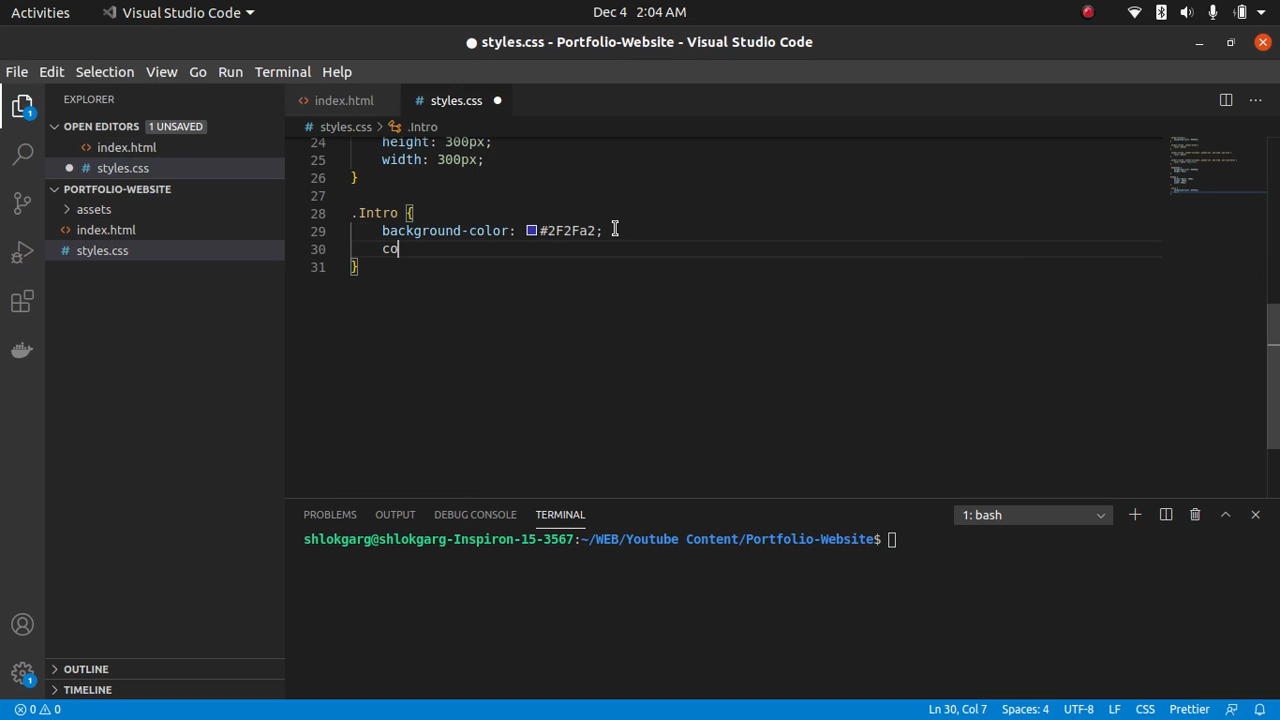 Activities
Visual Studio Code
Dec 4 2:04 AM
● styles.css - Portfolio-Website - Visual Studio Code
File Edit Selection View Go Run Terminal Help
EXPLORER
index.html
styles.css
OPEN EDITORS 1 UNSAVED
styles.css > .Intro
index.html
styles.css
PORTFOLIO-WEBSITE
assets
index.html
styles.css
24 height: 300px;
25 width: 300px;
26 }
27
28 .Intro {
29 background-color: #2F2Fa2;
30 co
31 }
1
PROBLEMS OUTPUT DEBUG CONSOLE TERMINAL
1: bash
shlokgarg@shlokgarg-Inspiron-15-3567:~/WEB/Youtube Content/Portfolio-Website$
OUTLINE
1
TIMELINE
0 0
Ln 30, Col 7 Spaces: 4 UTF-8 LF CSS Prettier